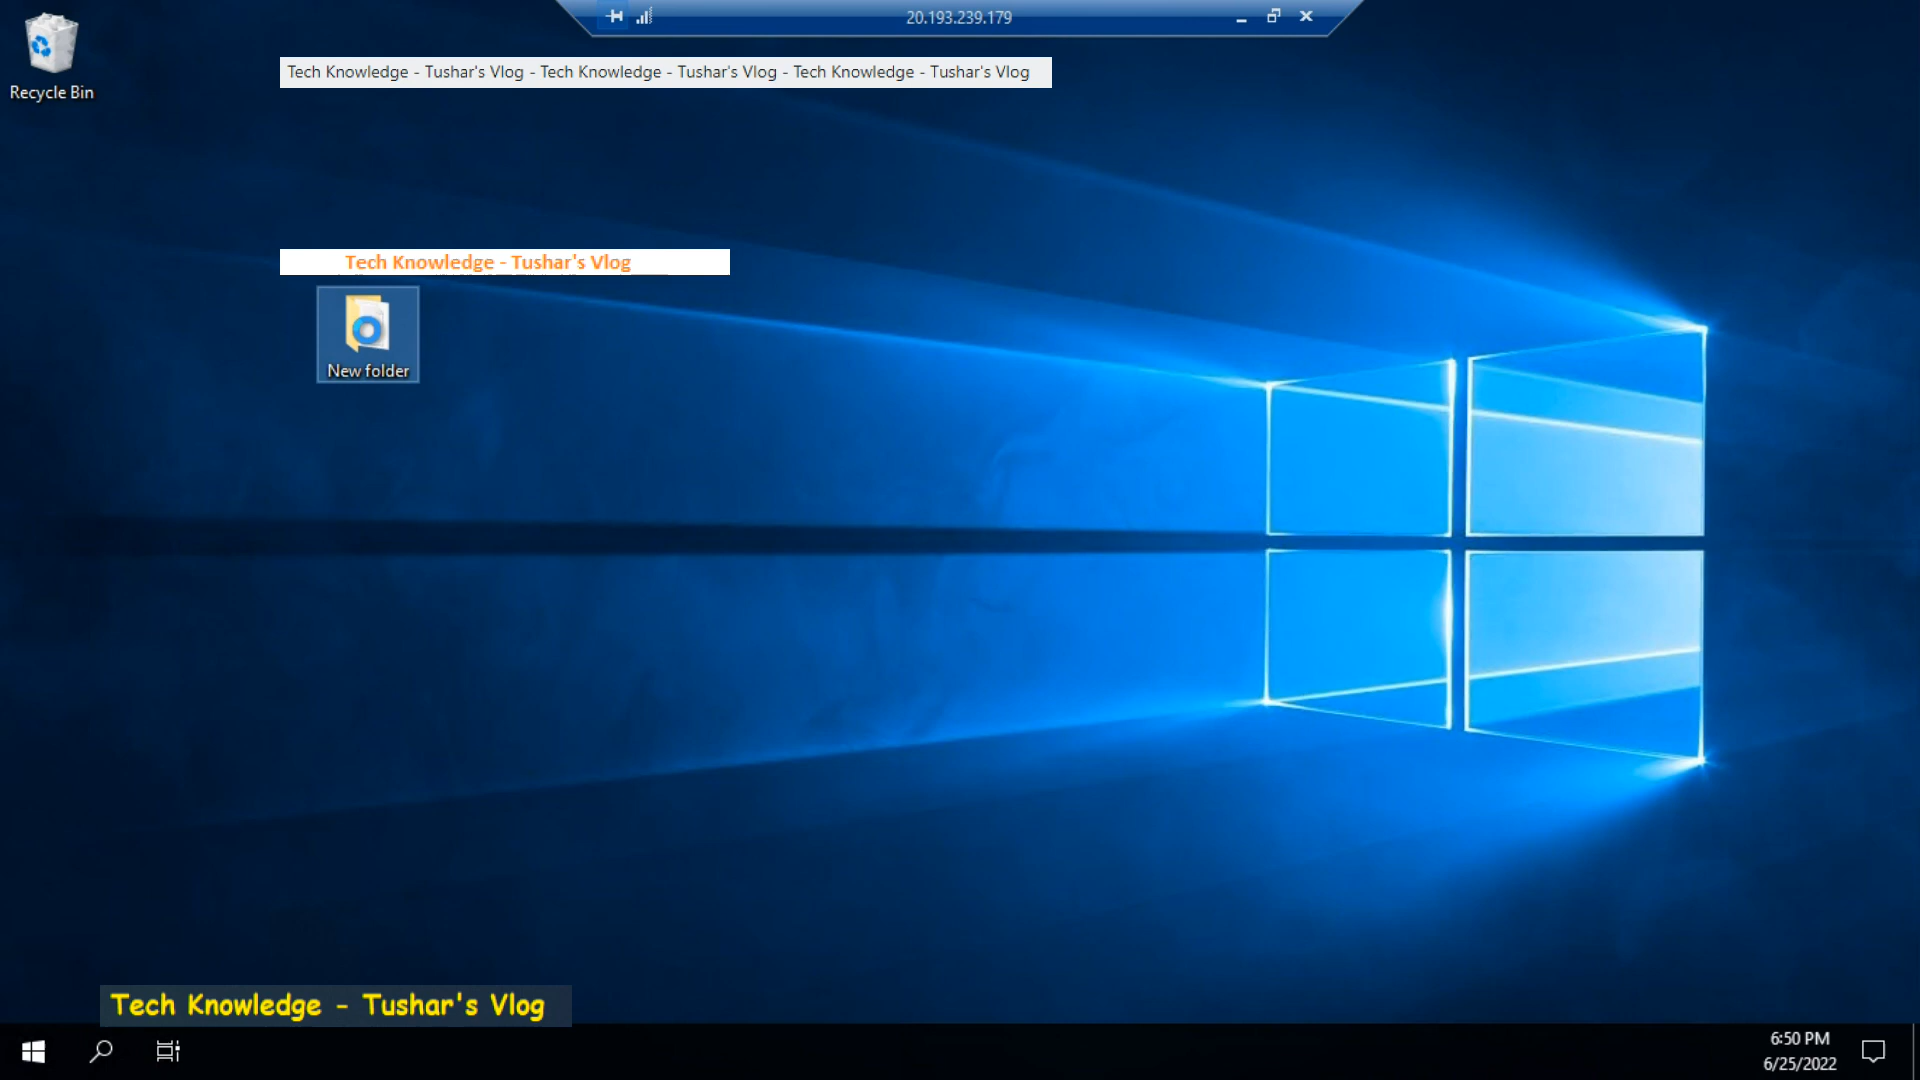 20.193.239.179
Recycle Bin
Tech Knowledge - Tushar's Vlog - Tech Knowledge - Tushar's Vlog - Tech Knowledge - Tushar's Vlog
Tech Knowledge - Tushar's Vlog
New folder
Tech Knowledge - Tushar's Vlog
6:50 PM
6/25/2022